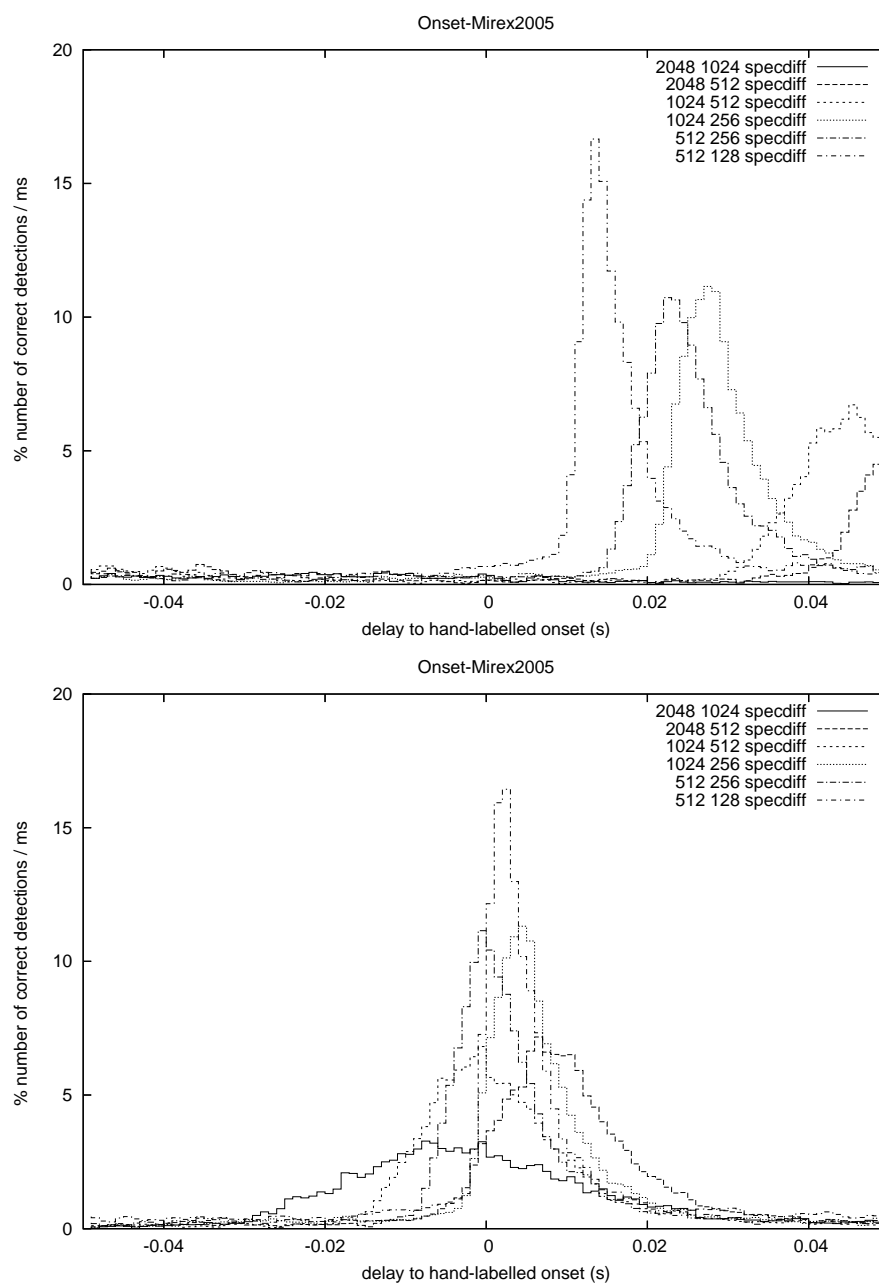 Onset-Mirex2005
20
15
10
5
0
% number of correct detections / ms
2048 1024 specdiff
2048 512 specdiff
1024 512 specdiff
1024 256 specdiff
512 256 specdiff
512 128 specdiff
-0.04 -0.02 0 0.02 0.04
delay to hand-labelled onset (s)
Onset-Mirex2005
20
15
10
5
0
% number of correct detections / ms
2048 1024 specdiff
2048 512 specdiff
1024 512 specdiff
1024 256 specdiff
512 256 specdiff
512 128 specdiff
-0.04 -0.02 0 0.02 0.04
delay to hand-labelled onset (s)